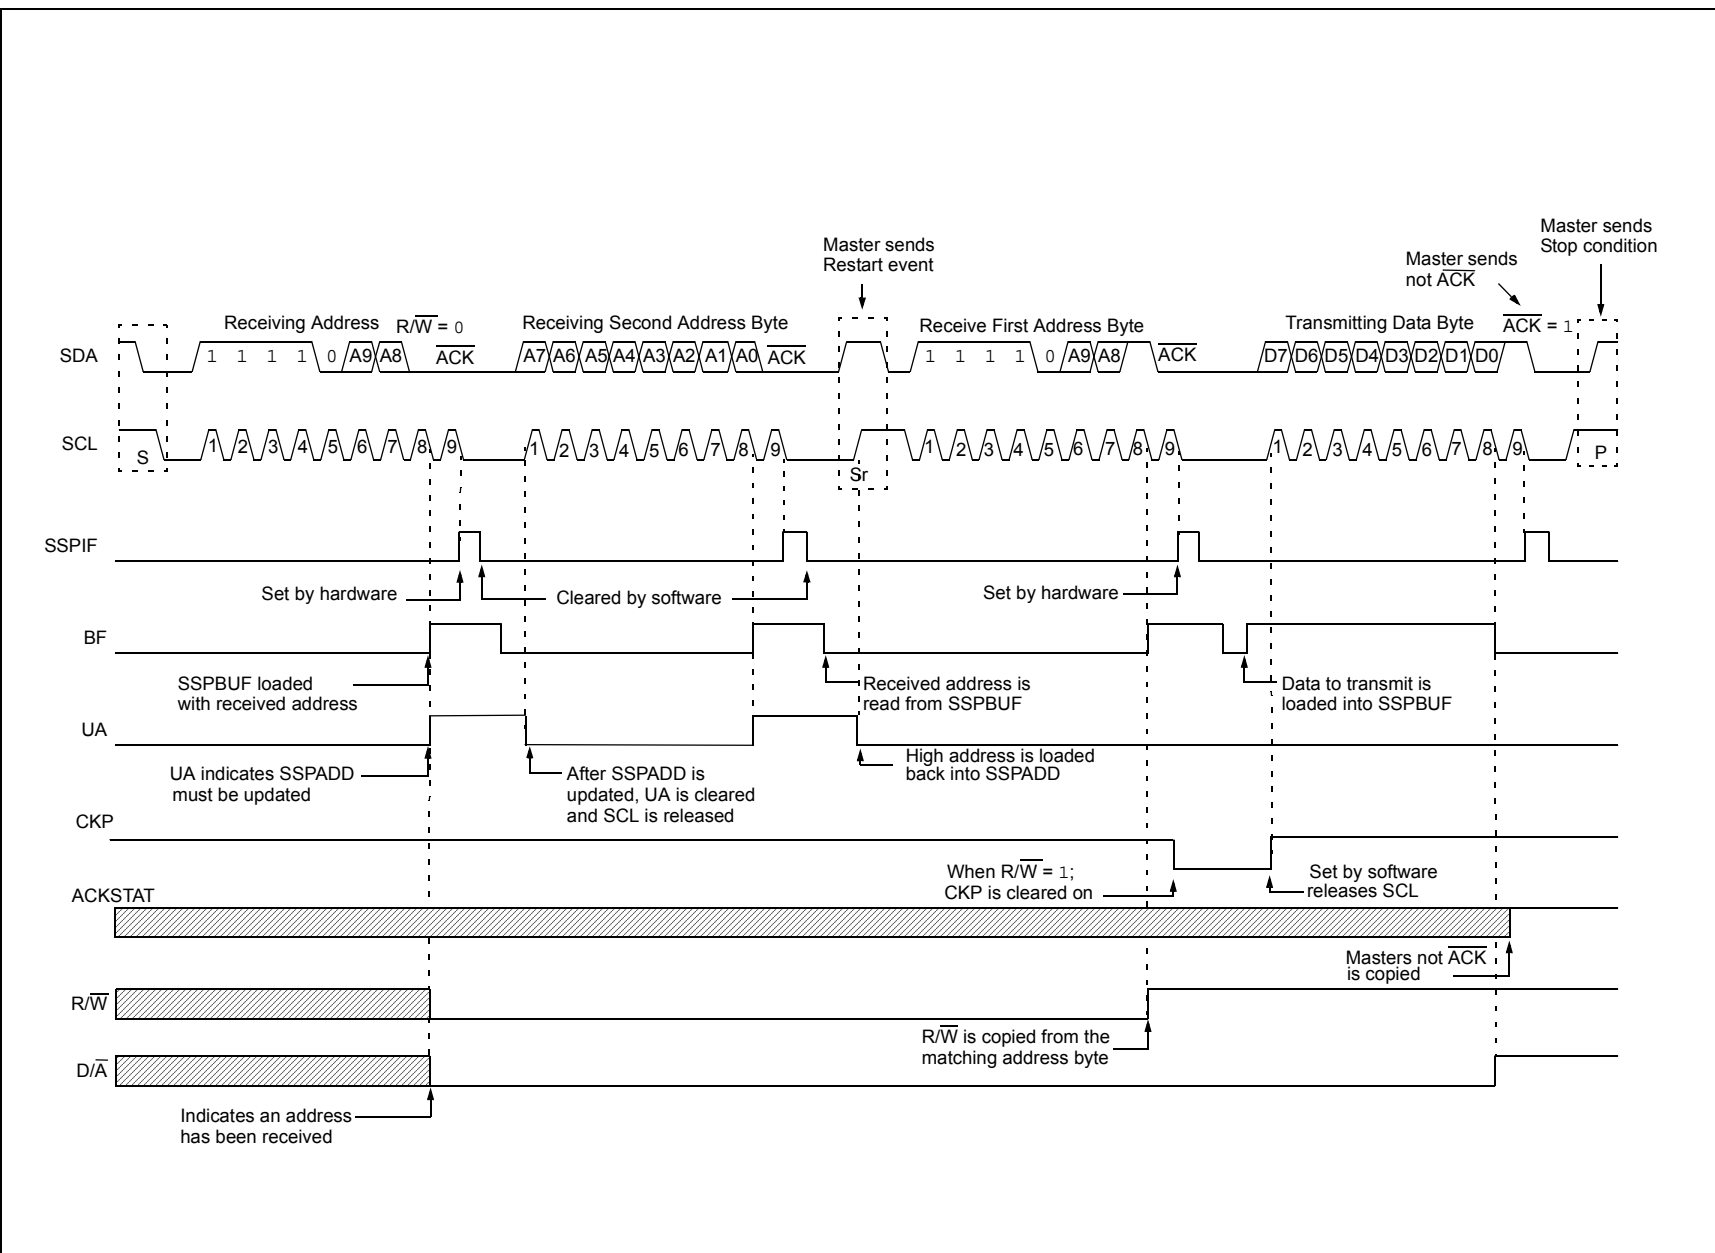 Master sends
Stop condition
Master sends
Restart event
Master sends
not ACK
Receiving Address R/W = 0
Receiving Second Address Byte
Receive First Address Byte
Transmitting Data Byte
ACK = 1
SDA 1 1 1 1 0 A9 A8 ACK A7 A6 A5 A4 A3 A2 A1 A0 ACK 1 1 1 1 0 A9 A8 ACK D7 D6 D5 D4 D3 D2 D1 D0
SCL S 1 2 3 4 5 6 7 8 9 1 2 3 4 5 6 7 8 9 Sr 1 2 3 4 5 6 7 8 9 1 2 3 4 5 6 7 8 9 P
SSPIF
Set by hardware
Cleared by software
Set by hardware
BF
SSPBUF loaded
with received address
Received address is
read from SSPBUF
Data to transmit is
loaded into SSPBUF
UA
UA indicates SSPADD
must be updated
After SSPADD is
updated, UA is cleared
and SCL is released
High address is loaded
back into SSPADD
CKP
When R/W = 1;
CKP is cleared on
Set by software
releases SCL
ACKSTAT
Masters not ACK
is copied
R/W
R/W is copied from the
matching address byte
D/A
Indicates an address
has been received